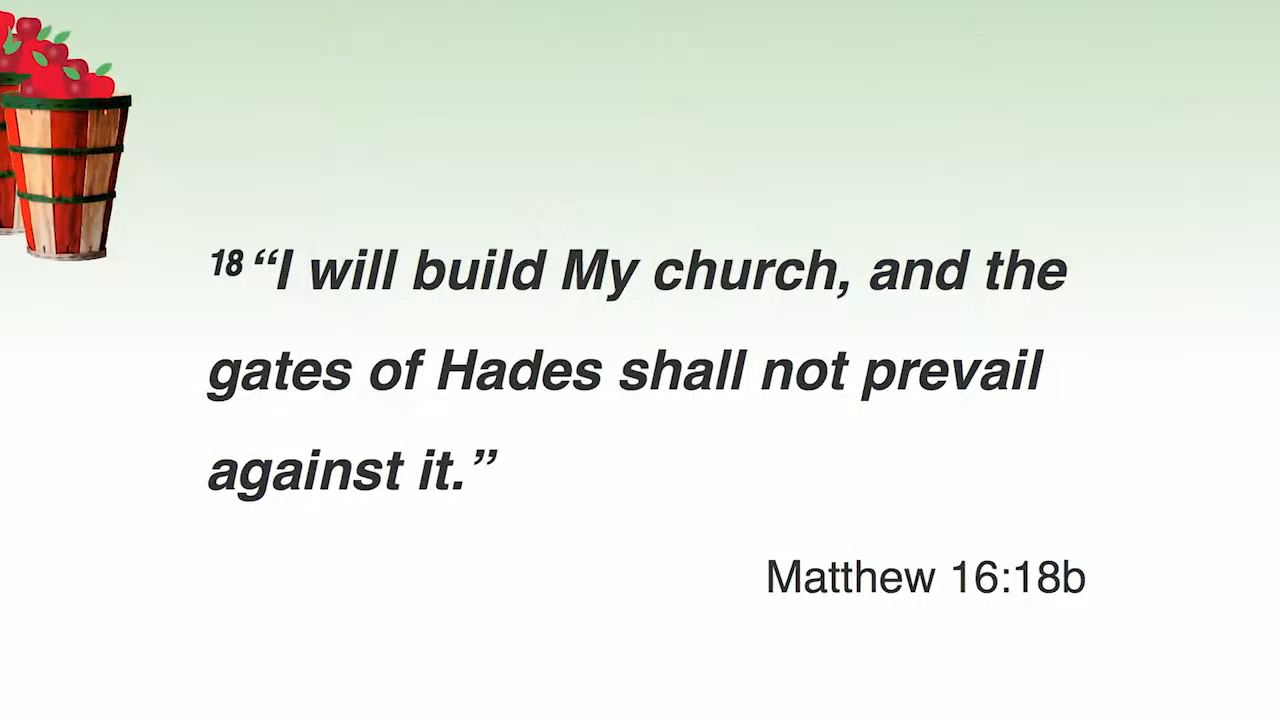 18 “I will build My church, and the
gates of Hades shall not prevail
against it.”
Matthew 16:18b